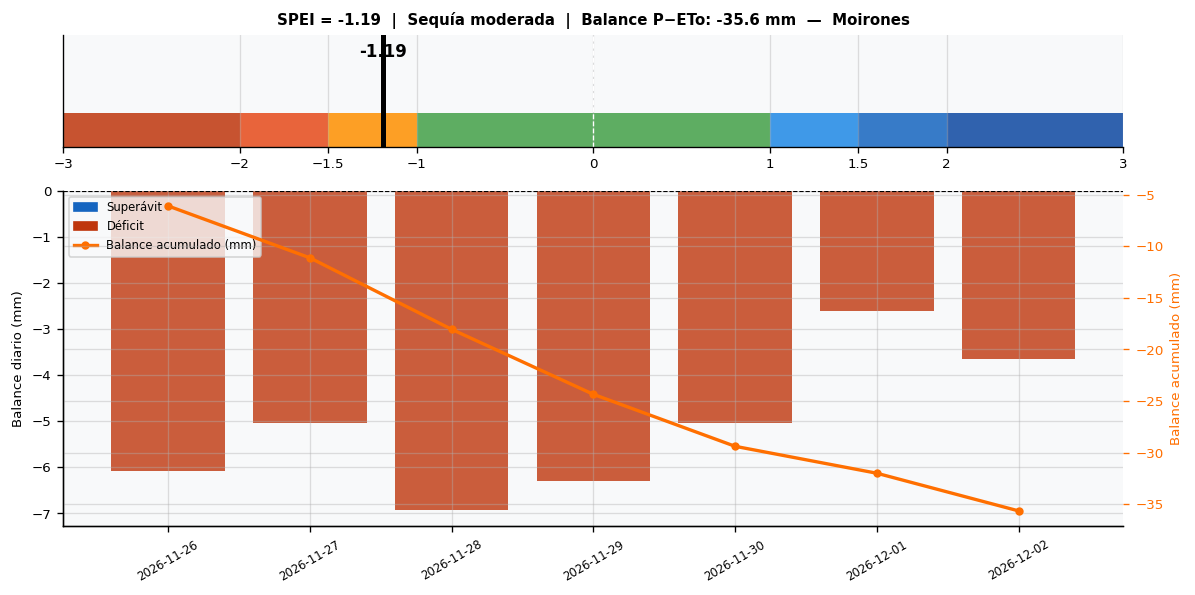 SPEI = -1.19 | Sequía moderada | Balance P−ETo: -35.6 mm — Moirones
-1.19
−3 −2 −1.5 −1 0 1 1.5 2 3
Superávit
Déficit
Balance acumulado (mm)
Balance diario (mm)
0
−1
−2
−3
−4
−5
−6
−7
−5
−10
−15
−20
−25
−30
−35
Balance acumulado (mm)
2026-11-26 2026-11-27 2026-11-28 2026-11-29 2026-11-30 2026-12-01 2026-12-02